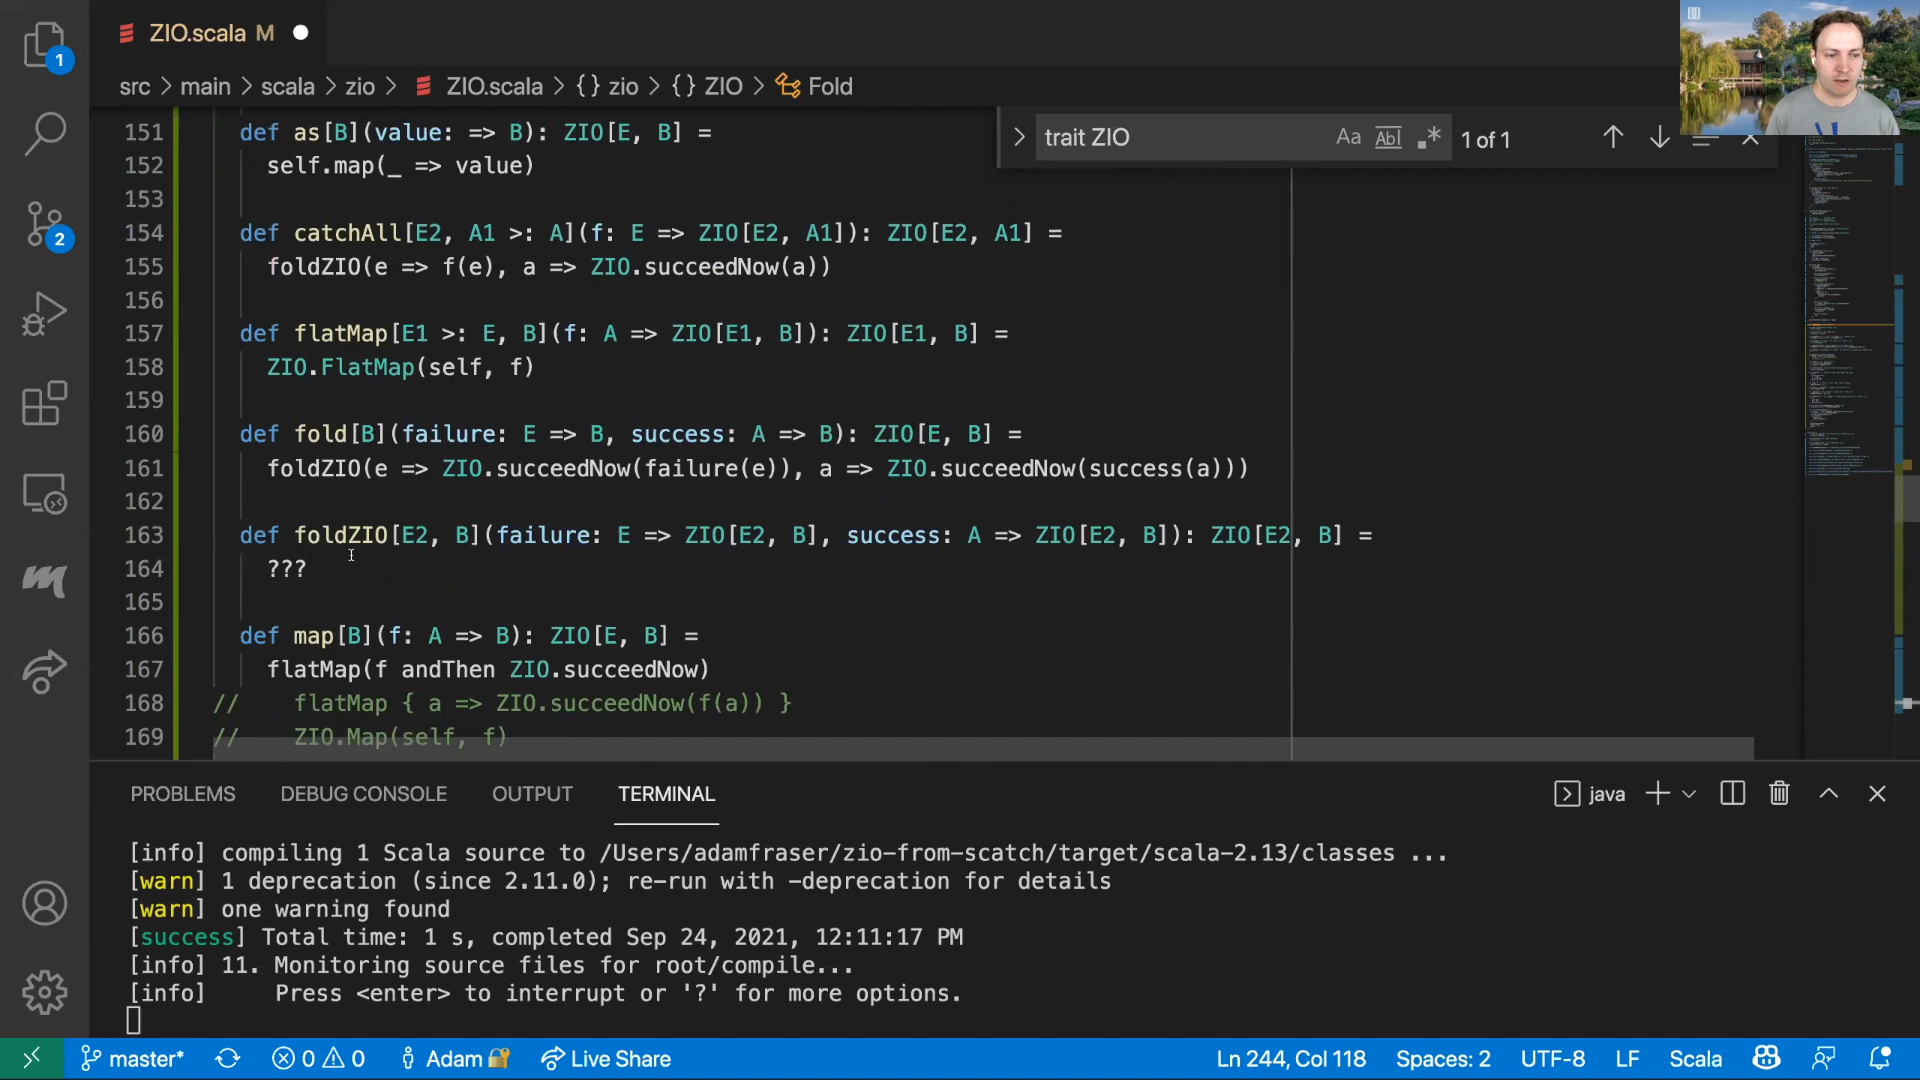 ZIO.scala M
src > main > scala > zio > ZIO.scala > {} zio > {} ZIO > Fold
trait ZIO Aa Abl .* 1 of 1
151 def as[B](value: => B): ZIO[E, B] =
152 self.map(_ => value)
153
154 def catchAll[E2, A1 >: A](f: E => ZIO[E2, A1]): ZIO[E2, A1] =
155 foldZIO(e => f(e), a => ZIO.succeedNow(a))
156
157 def flatMap[E1 >: E, B](f: A => ZIO[E1, B]): ZIO[E1, B] =
158 ZIO.FlatMap(self, f)
159
160 def fold[B](failure: E => B, success: A => B): ZIO[E, B] =
161 foldZIO(e => ZIO.succeedNow(failure(e)), a => ZIO.succeedNow(success(a)))
162
163 def foldZIO[E2, B](failure: E => ZIO[E2, B], success: A => ZIO[E2, B]): ZIO[E2, B] =
164 ???
165
166 def map[B](f: A => B): ZIO[E, B] =
167 flatMap(f andThen ZIO.succeedNow)
168 // flatMap { a => ZIO.succeedNow(f(a)) }
169 // ZIO.Map(self, f)
1
2
PROBLEMS DEBUG CONSOLE OUTPUT TERMINAL java
[info] compiling 1 Scala source to /Users/adamfraser/zio-from-scatch/target/scala-2.13/classes ...
[warn] 1 deprecation (since 2.11.0); re-run with -deprecation for details
[warn] one warning found
[success] Total time: 1 s, completed Sep 24, 2021, 12:11:17 PM
[info] 11. Monitoring source files for root/compile...
[info] Press <enter> to interrupt or '?' for more options.
master* 0 0 Adam Live Share Ln 244, Col 118 Spaces: 2 UTF-8 LF Scala